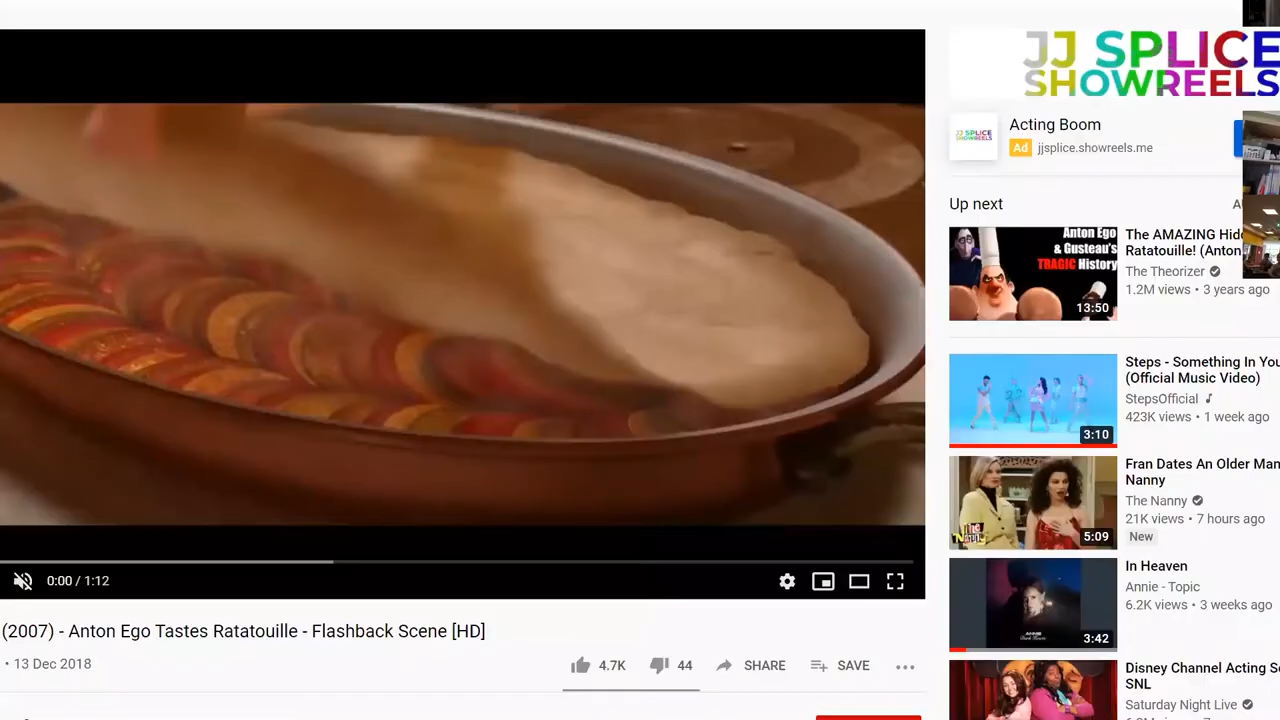 JJ SPLICE
SHOWREELS
JJ SPLICE
SHOWREELS
Acting Boom
Ad jjsplice.showreels.me
Up next
Anton Ego
& Gusteau's
TRAGIC History
13:50
The AMAZING Hid
Ratatouille! (Anton
The Theorizer
1.2M views • 3 years ago
3:10
Steps - Something In You
(Official Music Video)
StepsOfficial
423K views • 1 week ago
the Nanny
5:09
Fran Dates An Older Man
Nanny
The Nanny
21K views • 7 hours ago
New
3:42
In Heaven
Annie - Topic
6.2K views • 3 weeks ago
Disney Channel Acting S
SNL
Saturday Night Live
0:00 / 1:12
(2007) - Anton Ego Tastes Ratatouille - Flashback Scene [HD]
• 13 Dec 2018
4.7K 44 SHARE SAVE